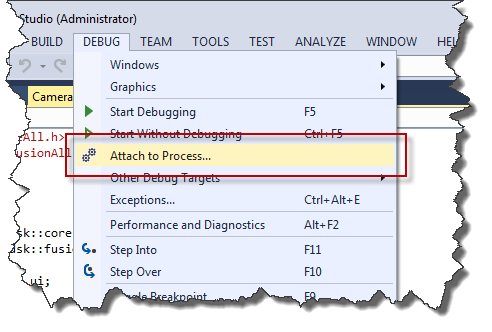 Studio (Administrator)
BUILD DEBUG TEAM TOOLS TEST ANALYZE WINDOW HEL
Windows
Graphics
Camera
Start Debugging F5
All.h>
Start Without Debugging Ctrl+F5
usionAll
Attach to Process...
Other Debug Targets
Exceptions... Ctrl+Alt+E
sk::core
Performance and Diagnostics Alt+F2
dsk::fusi
Step Into F11
ui;
Step Over F10
Toggle Breakpoint F9